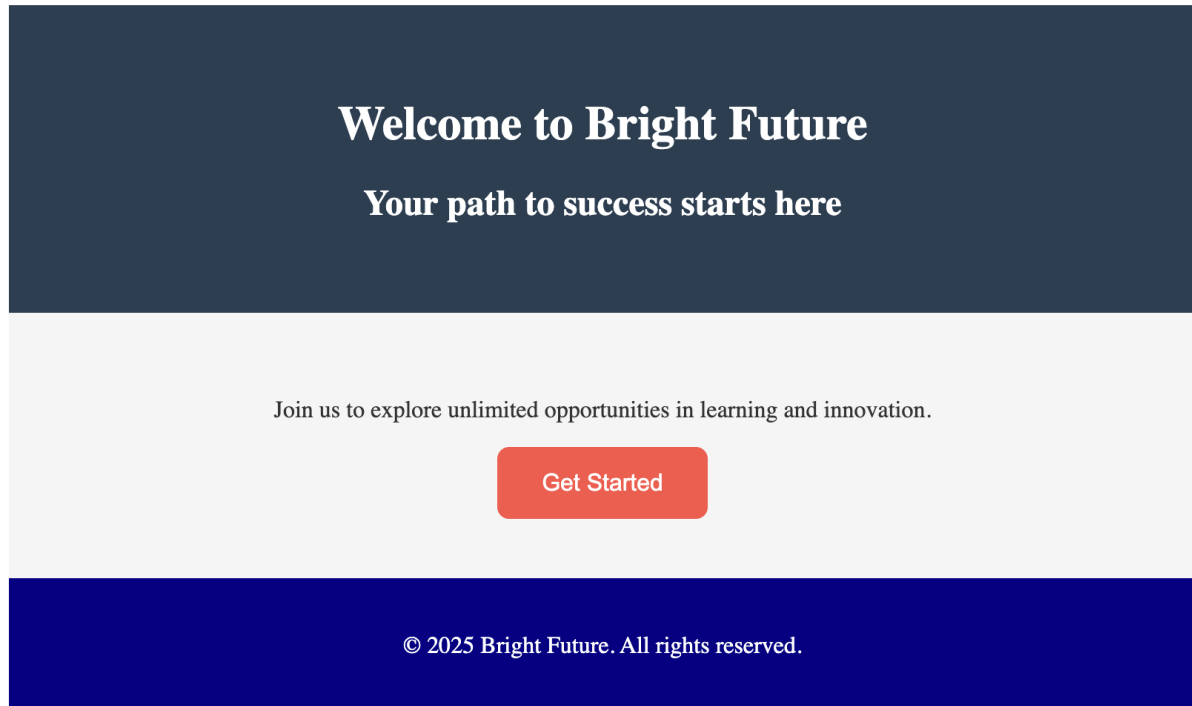 Welcome to Bright Future
Your path to success starts here
Join us to explore unlimited opportunities in learning and innovation.
Get Started
© 2025 Bright Future. All rights reserved.